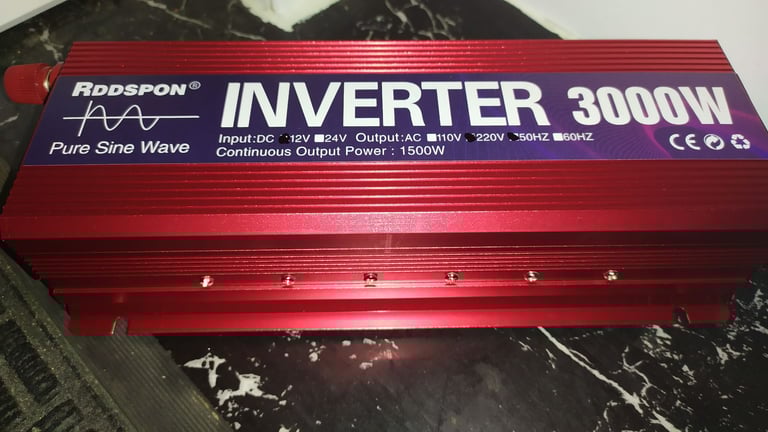 RDDSPON®
INVERTER 3000W
Pure Sine Wave
Input:DC 12V 24V Output:AC 110V 220V 50HZ 60HZ
Continuous Output Power : 1500W
CE